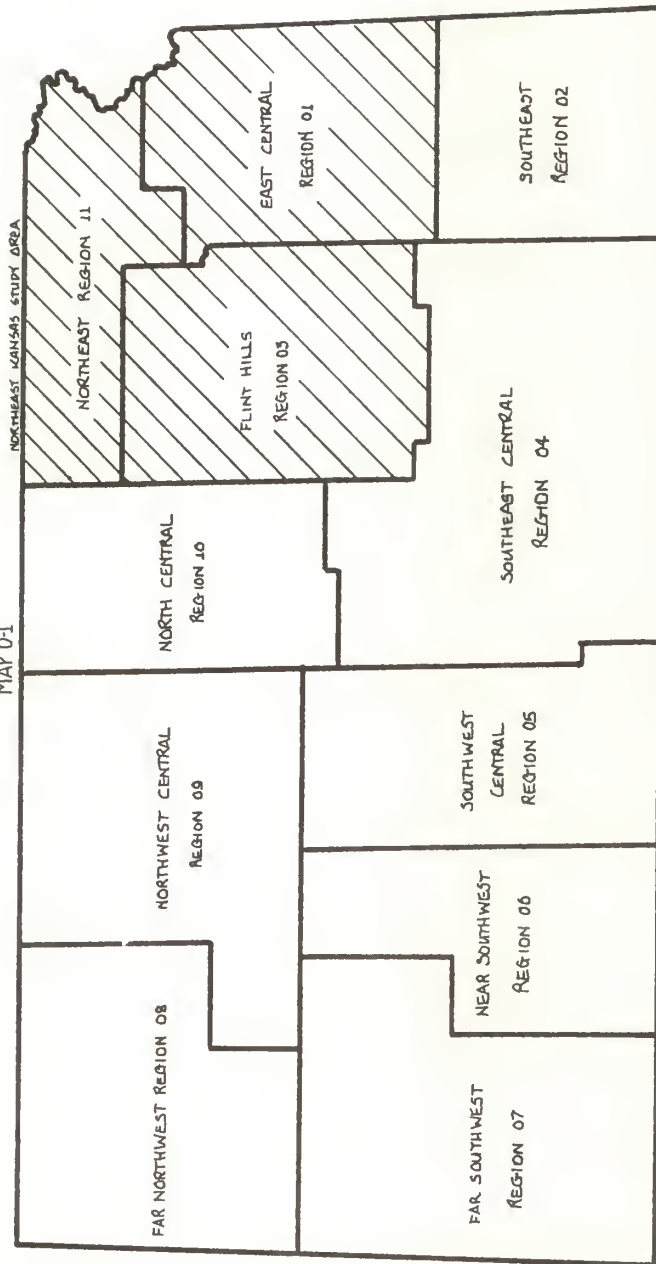 MAP 0-1
NORTHEAST KANSAS STUDY AREA
FAR NORTHWEST REGION 08
NORTHWEST CENTRAL
REGION 09
NORTH CENTRAL
REGION 10
NORTHEAST REGION 11
FLINT HILLS
REGION 03
EAST CENTRAL
REGION 01
FAR SOUTHWEST
REGION 07
NEAR SOUTHWEST
REGION 06
SOUTHWEST
CENTRAL
REGION 05
SOUTHEAST CENTRAL
REGION 04
SOUTHEAST
REGION 02